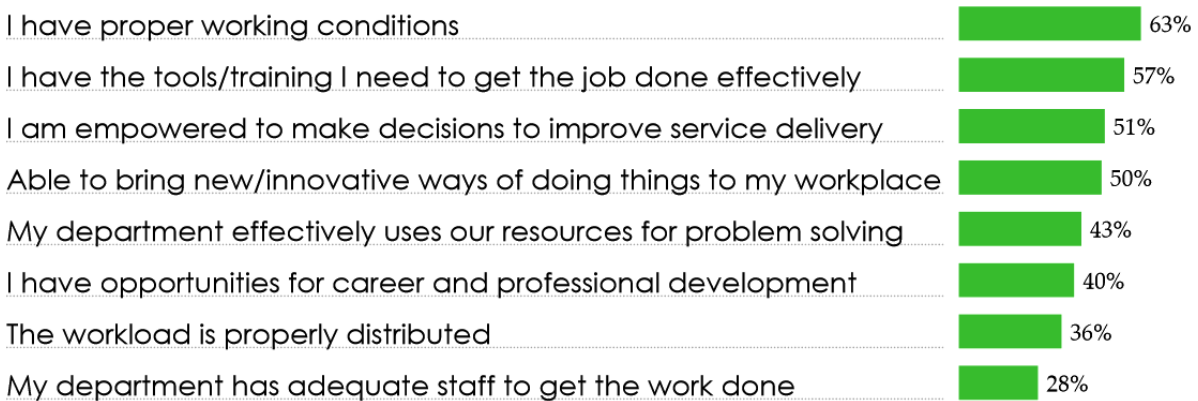 I have proper working conditions 63%
I have the tools/training I need to get the job done effectively 57%
I am empowered to make decisions to improve service delivery 51%
Able to bring new/innovative ways of doing things to my workplace 50%
My department effectively uses our resources for problem solving 43%
I have opportunities for career and professional development 40%
The workload is properly distributed 36%
My department has adequate staff to get the work done 28%